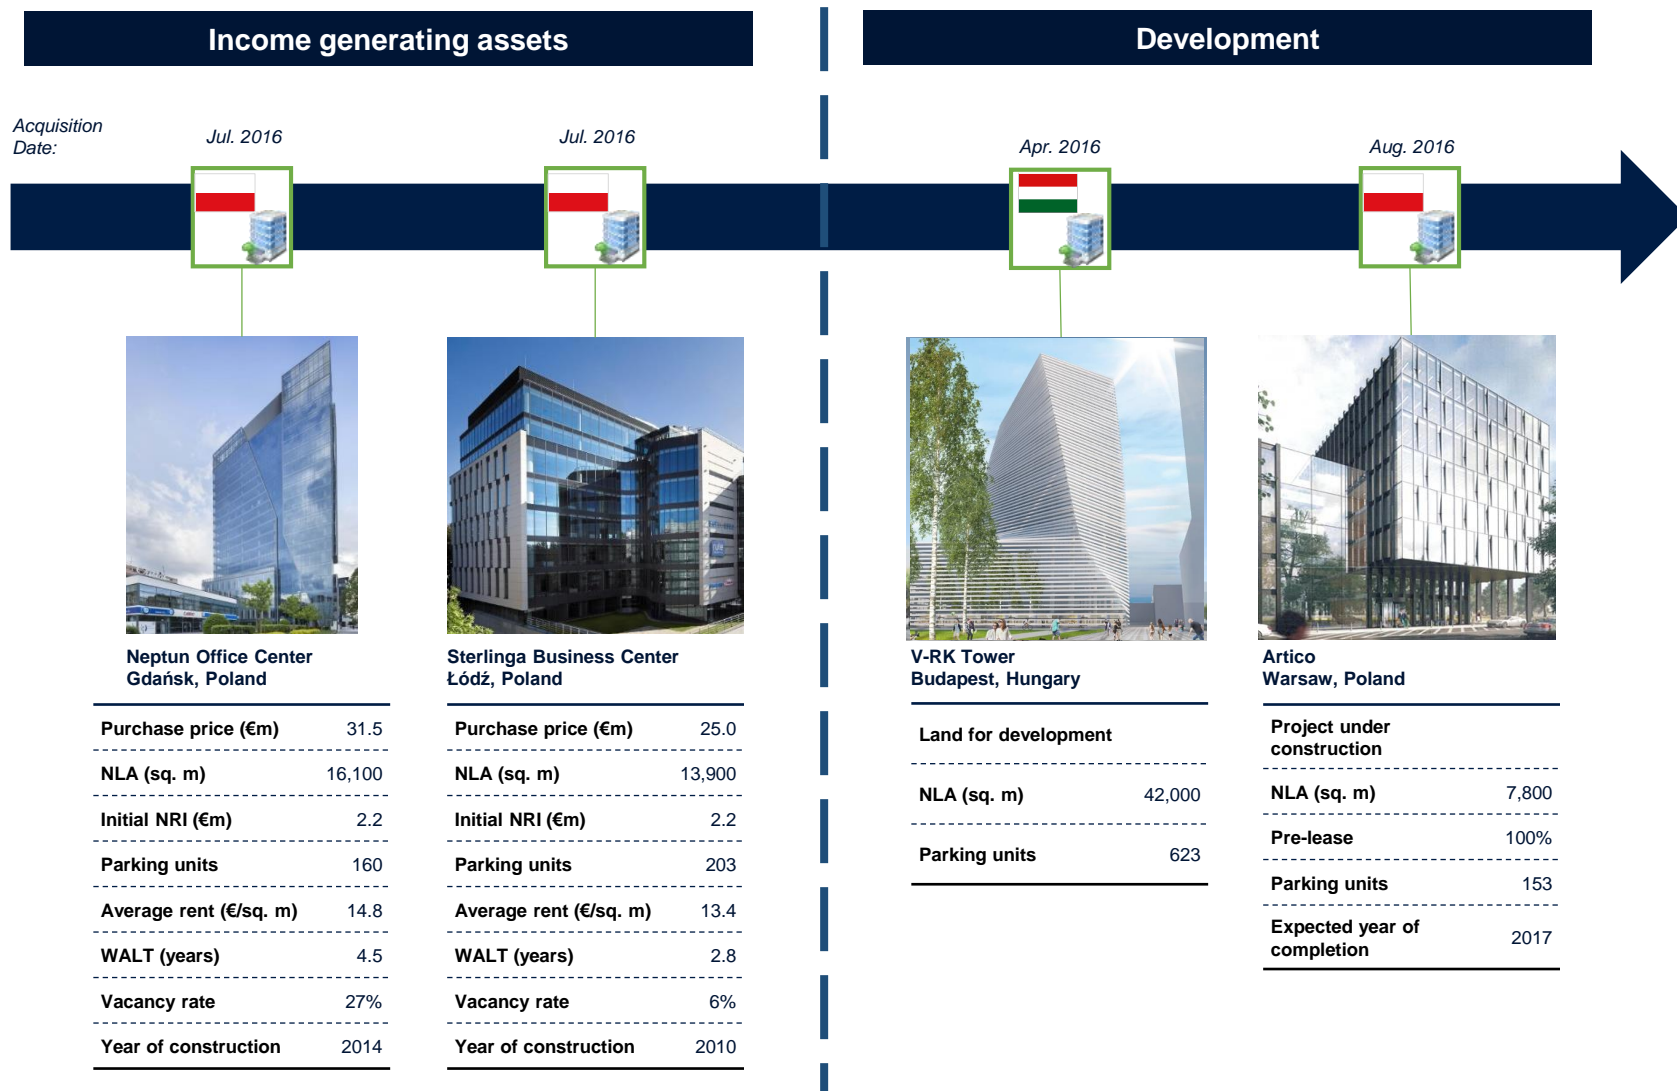 Income generating assets
Development
Acquisition
Date:
Jul. 2016
Jul. 2016
Apr. 2016
Aug. 2016
Neptun Office Center
Gdańsk, Poland
Purchase price (€m) 31.5
NLA (sq. m) 16,100
Initial NRI (€m) 2.2
Parking units 160
Average rent (€/sq. m) 14.8
WALT (years) 4.5
Vacancy rate 27%
Year of construction 2014
Sterlinga Business Center
Łódź, Poland
Purchase price (€m) 25.0
NLA (sq. m) 13,900
Initial NRI (€m) 2.2
Parking units 203
Average rent (€/sq. m) 13.4
WALT (years) 2.8
Vacancy rate 6%
Year of construction 2010
V-RK Tower
Budapest, Hungary
Land for development
NLA (sq. m) 42,000
Parking units 623
Artico
Warsaw, Poland
Project under
construction
NLA (sq. m) 7,800
Pre-lease 100%
Parking units 153
Expected year of
completion 2017